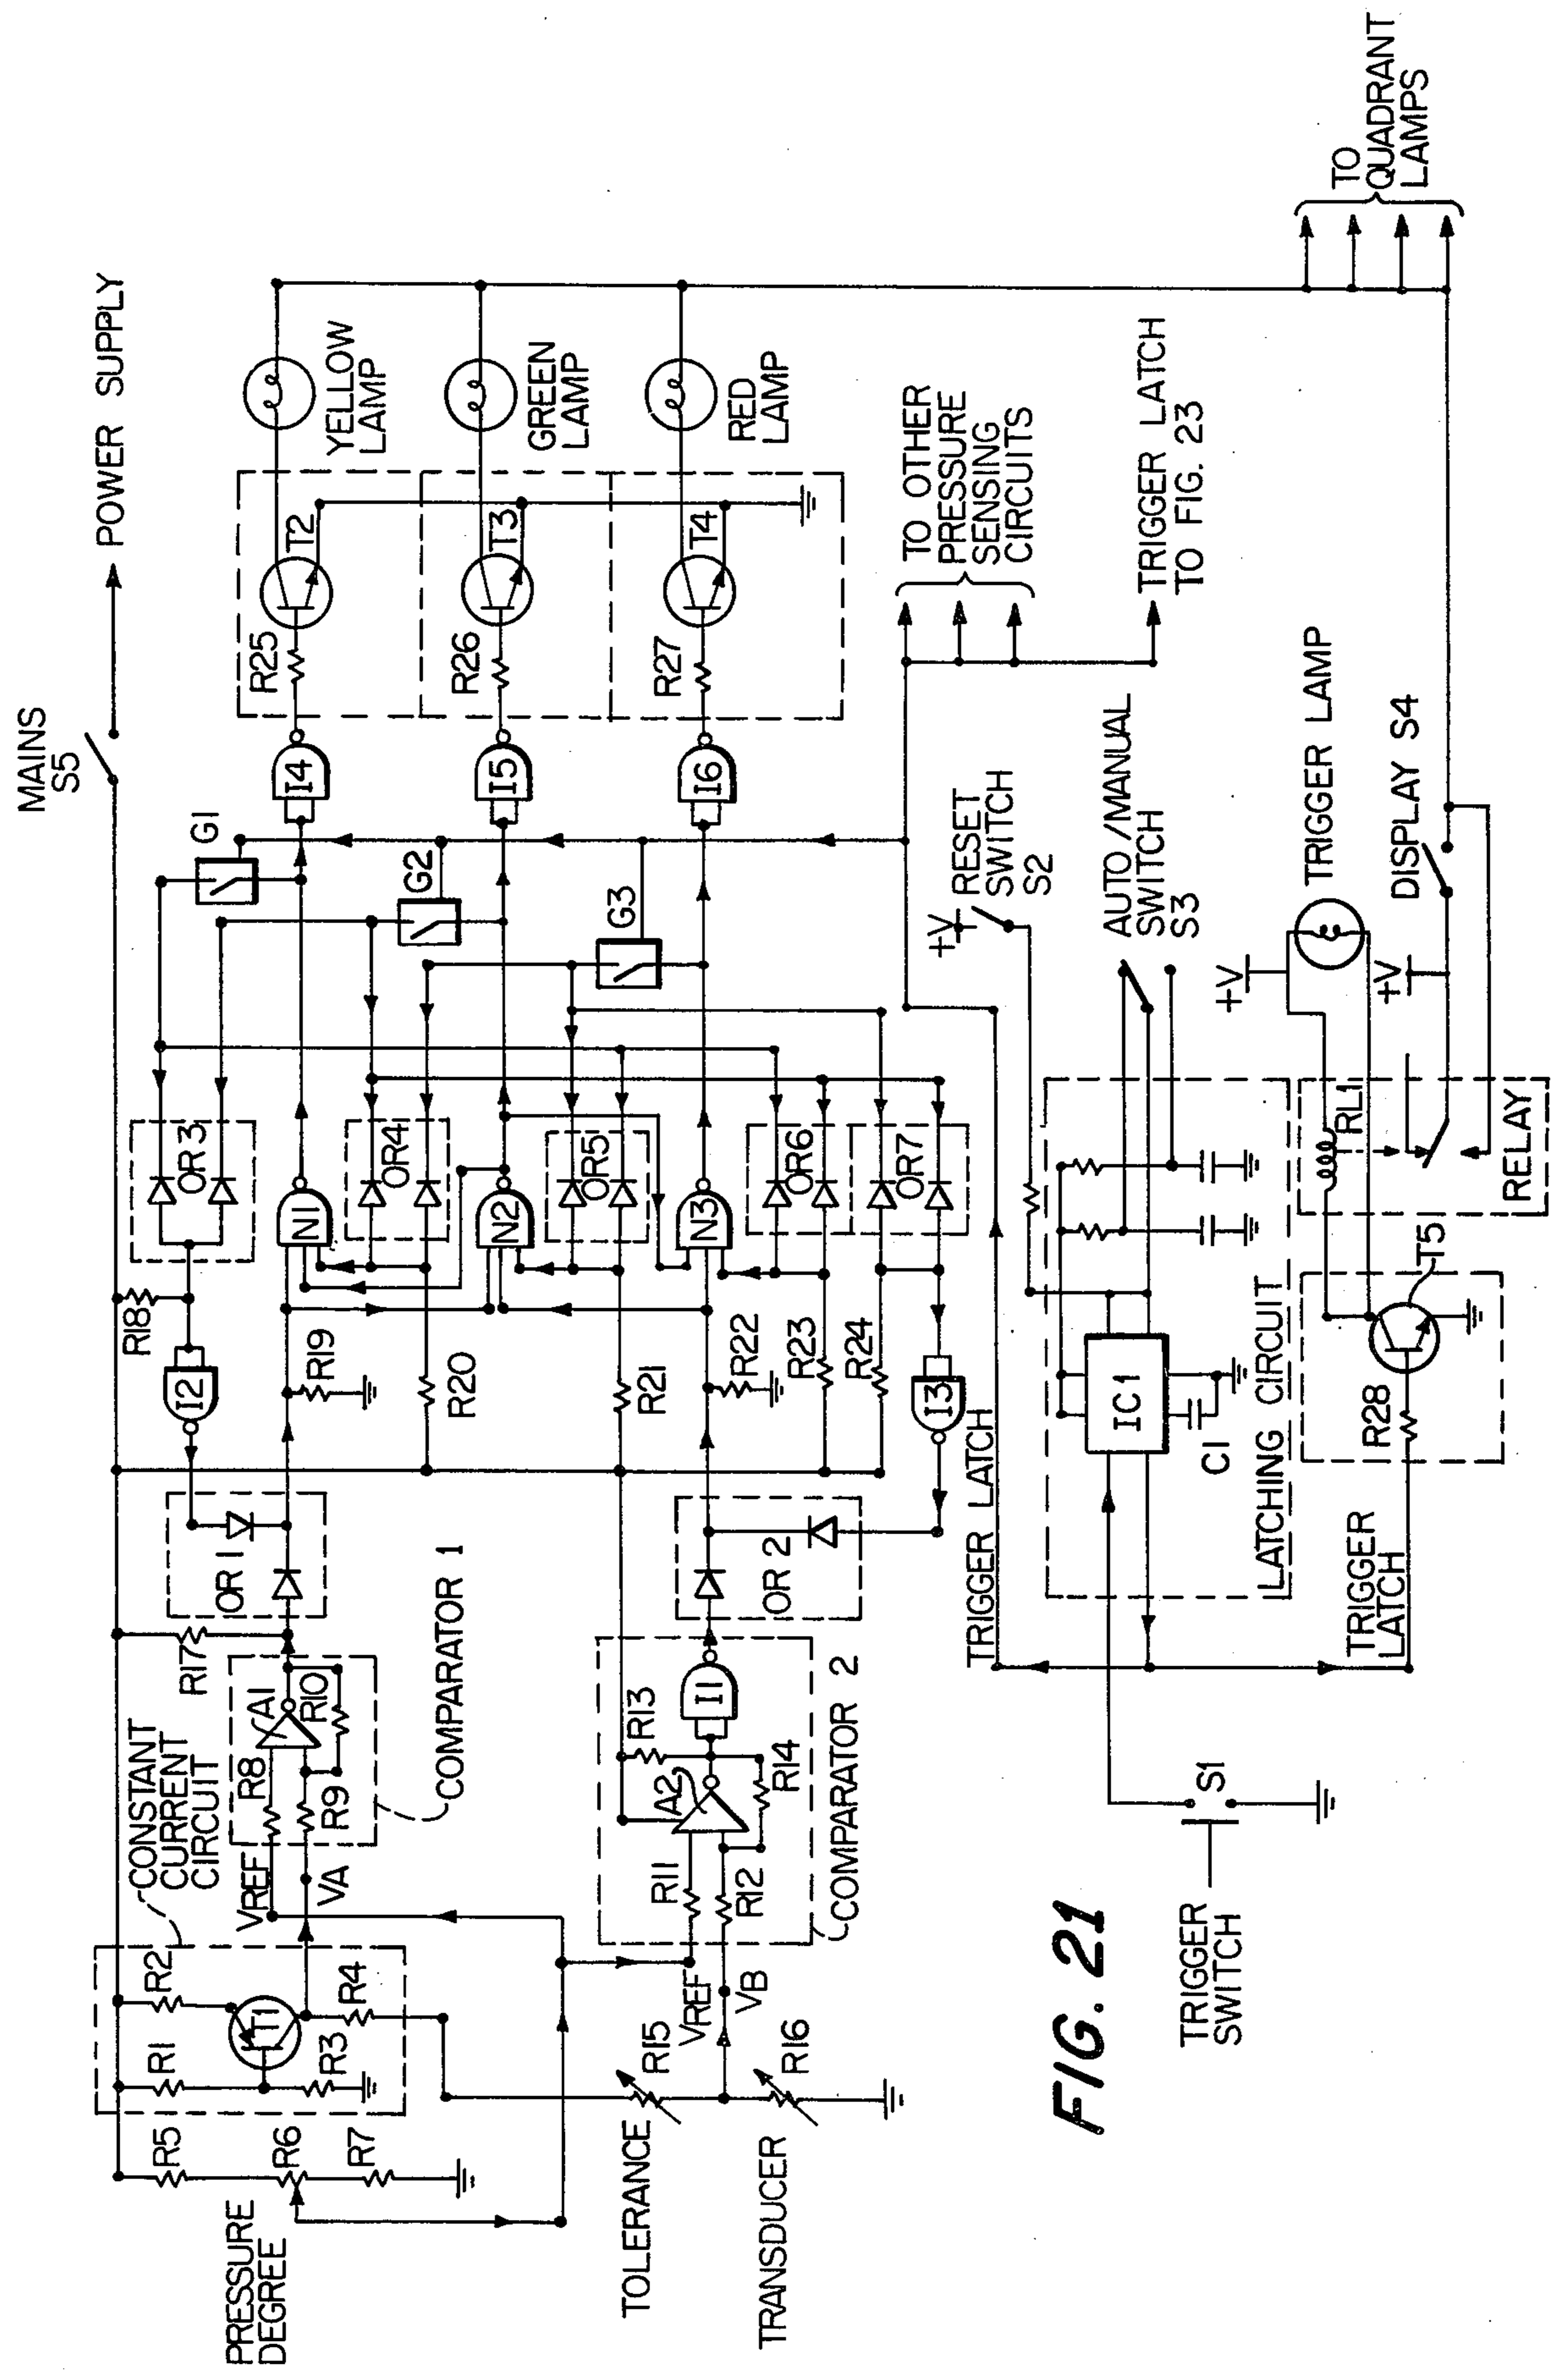 MAINS
S5
POWER SUPPLY
G1
I4
R25
T2
YELLOW
LAMP
G2
I5
R26
T3
GREEN
LAMP
G3
I6
R27
T4
RED
LAMP
R18
I2
OR 3
N1
OR4
N2
OR5
N3
OR6
OR7
R19
R20
R21
R22
R23
R24
I3
OR 1
OR 2
R17
CONSTANT
CURRENT
CIRCUIT
R8
A1
R10
R9
COMPARATOR 1
VREF
VA
R2
R1
T1
R4
R3
R5
R6
R7
PRESSURE
DEGREE
R13
A2
I1
R14
R11
R12
COMPARATOR 2
VREF
VB
R15
R16
TOLERANCE
TRANSDUCER
TO OTHER
PRESSURE
SENSING
CIRCUITS
TRIGGER LATCH
TO FIG. 23
TO
QUADRANT
LAMPS
+V
RESET
SWITCH
S2
AUTO/MANUAL
SWITCH
S3
+V
TRIGGER LAMP
+V
DISPLAY S4
RL1
RELAY
TRIGGER LATCH
IC1
C1
LATCHING CIRCUIT
T5
R28
TRIGGER
LATCH
S1
TRIGGER
SWITCH
FIG. 21